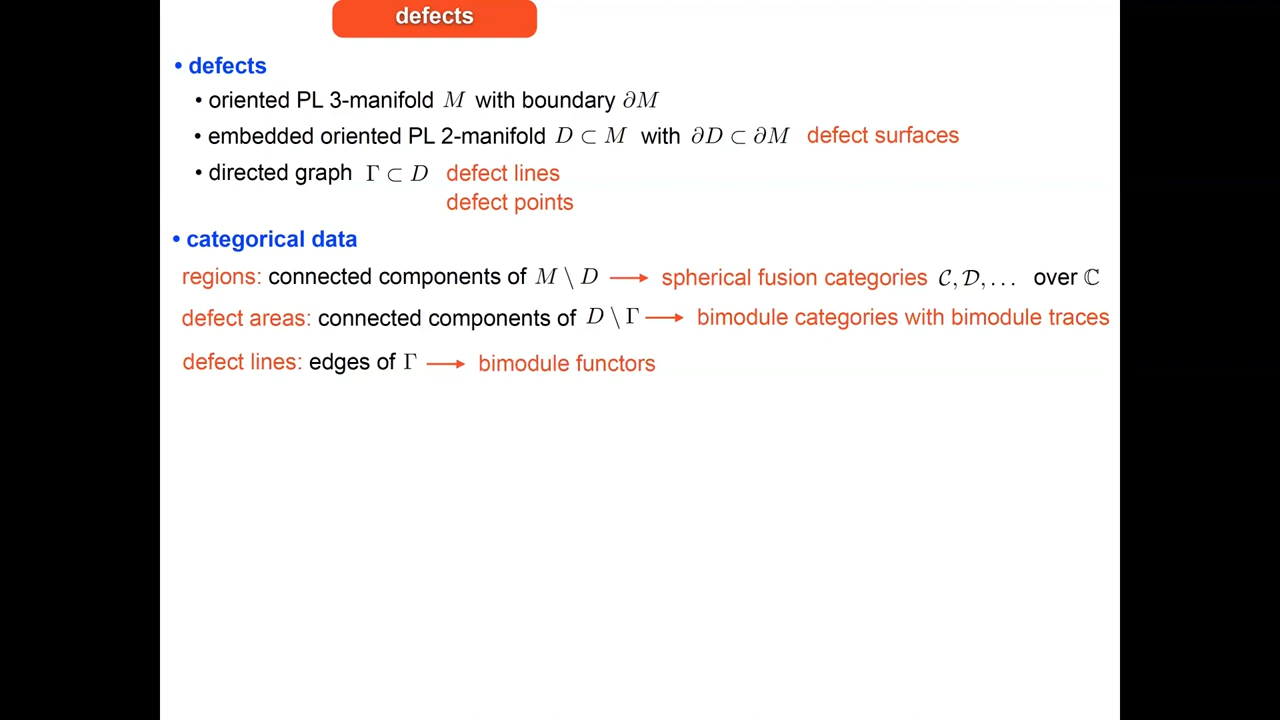 defects
• defects
• oriented PL 3-manifold M with boundary ∂M
• embedded oriented PL 2-manifold D ⊂ M with ∂D ⊂ ∂M defect surfaces
• directed graph Γ ⊂ D defect lines
defect points
• categorical data
regions: connected components of M \ D → spherical fusion categories 𝒞, 𝒟, . . . over ℂ
defect areas: connected components of D \ Γ → bimodule categories with bimodule traces
defect lines: edges of Γ → bimodule functors